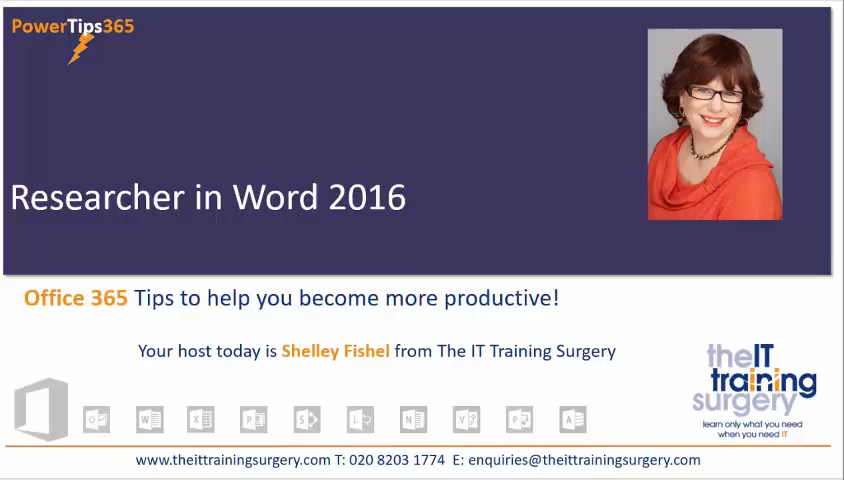 PowerTips365
Researcher in Word 2016
Office 365 Tips to help you become more productive!
Your host today is Shelley Fishel from The IT Training Surgery
theIT
training
surgery
learn only what you need
when you need IT
www.theittrainingsurgery.com T: 020 8203 1774 E: enquiries@theittrainingsurgery.com